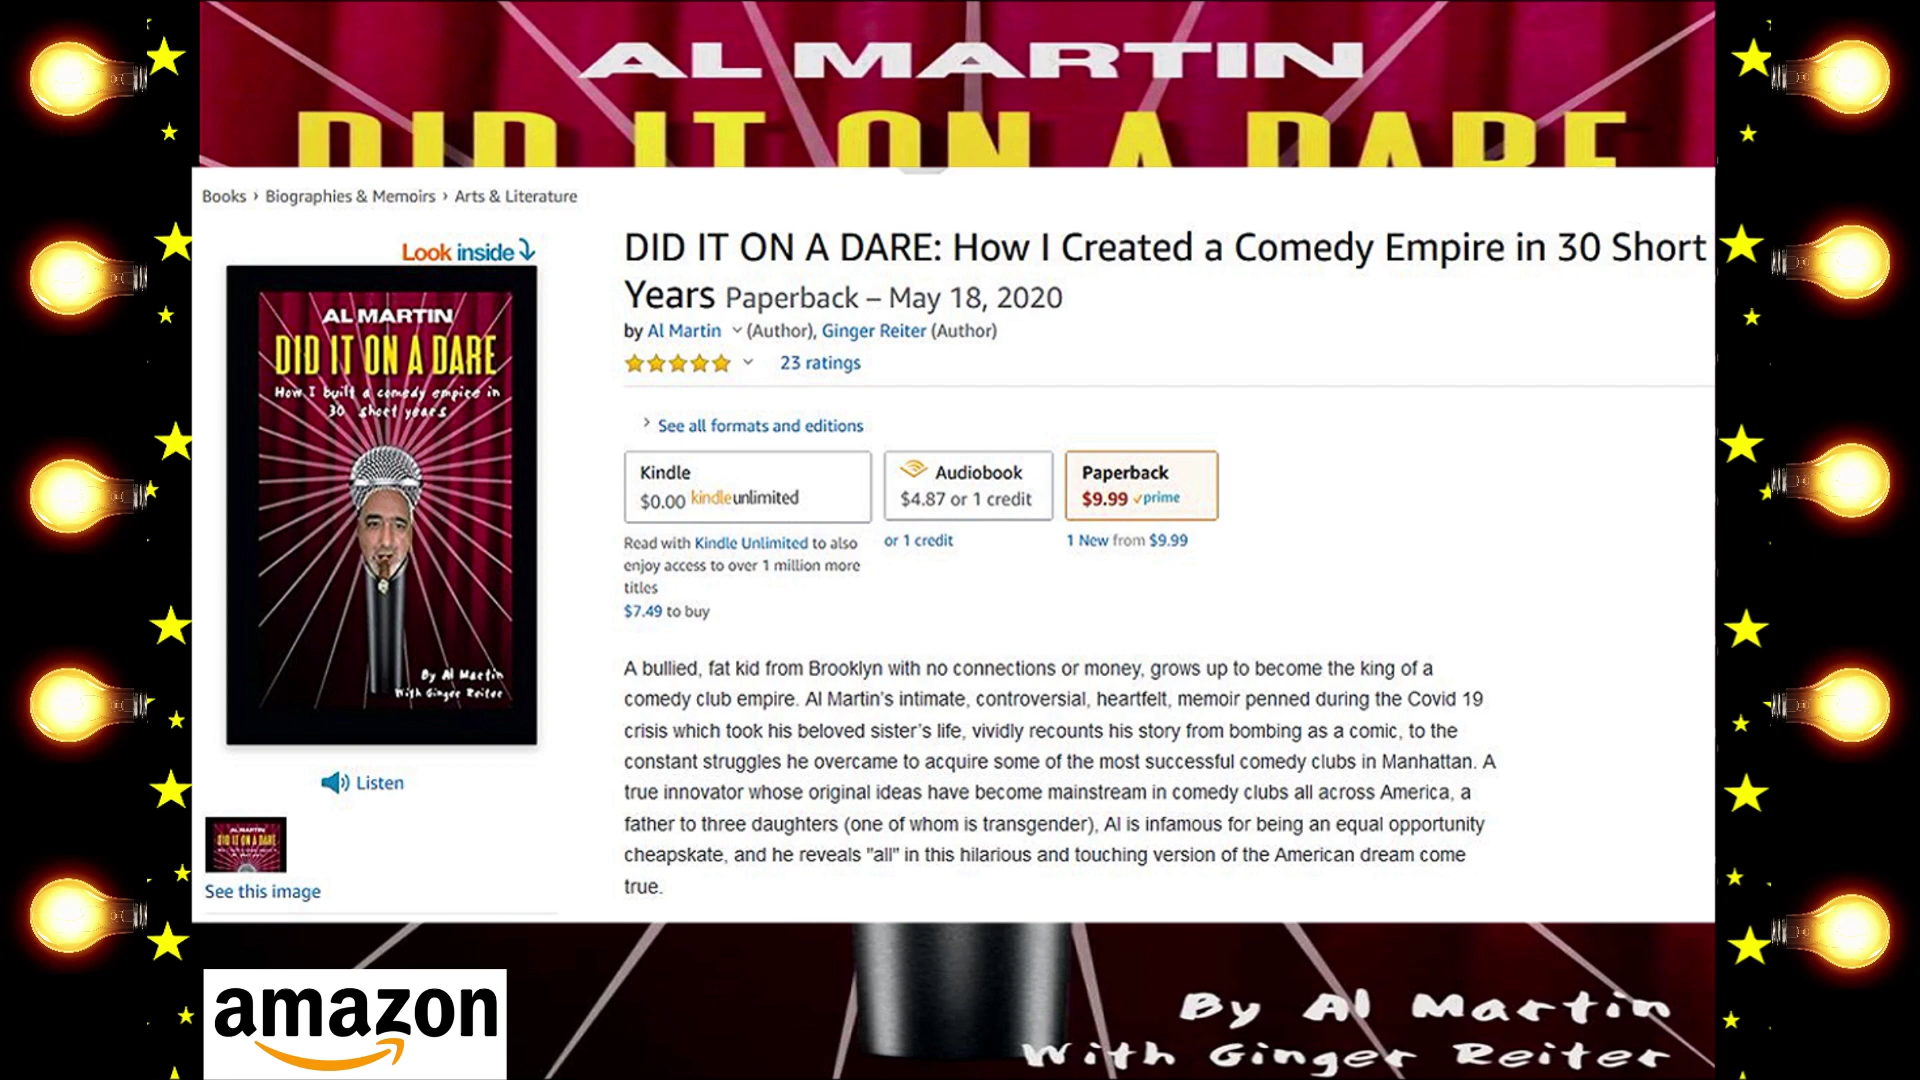 AL MARTIN
DID IT ON A DARE
Books › Biographies & Memoirs › Arts & Literature
Look inside
AL MARTIN
DID IT ON A DARE
How I built a comedy empire in
30 short years
By Al Martin
With Ginger Reiter
Listen
AL MARTIN
DID IT ON A DARE
See this image
DID IT ON A DARE: How I Created a Comedy Empire in 30 Short
Years Paperback – May 18, 2020
by Al Martin (Author), Ginger Reiter (Author)
23 ratings
See all formats and editions
Kindle
$0.00 kindleunlimited
Read with Kindle Unlimited to also
enjoy access to over 1 million more
titles
$7.49 to buy
Audiobook
$4.87 or 1 credit
or 1 credit
Paperback
$9.99 prime
1 New from $9.99
A bullied, fat kid from Brooklyn with no connections or money, grows up to become the king of a
comedy club empire. Al Martin's intimate, controversial, heartfelt, memoir penned during the Covid 19
crisis which took his beloved sister's life, vividly recounts his story from bombing as a comic, to the
constant struggles he overcame to acquire some of the most successful comedy clubs in Manhattan. A
true innovator whose original ideas have become mainstream in comedy clubs all across America, a
father to three daughters (one of whom is transgender), Al is infamous for being an equal opportunity
cheapskate, and he reveals "all" in this hilarious and touching version of the American dream come
true.
amazon
By Al Martin
With Ginger Reiter